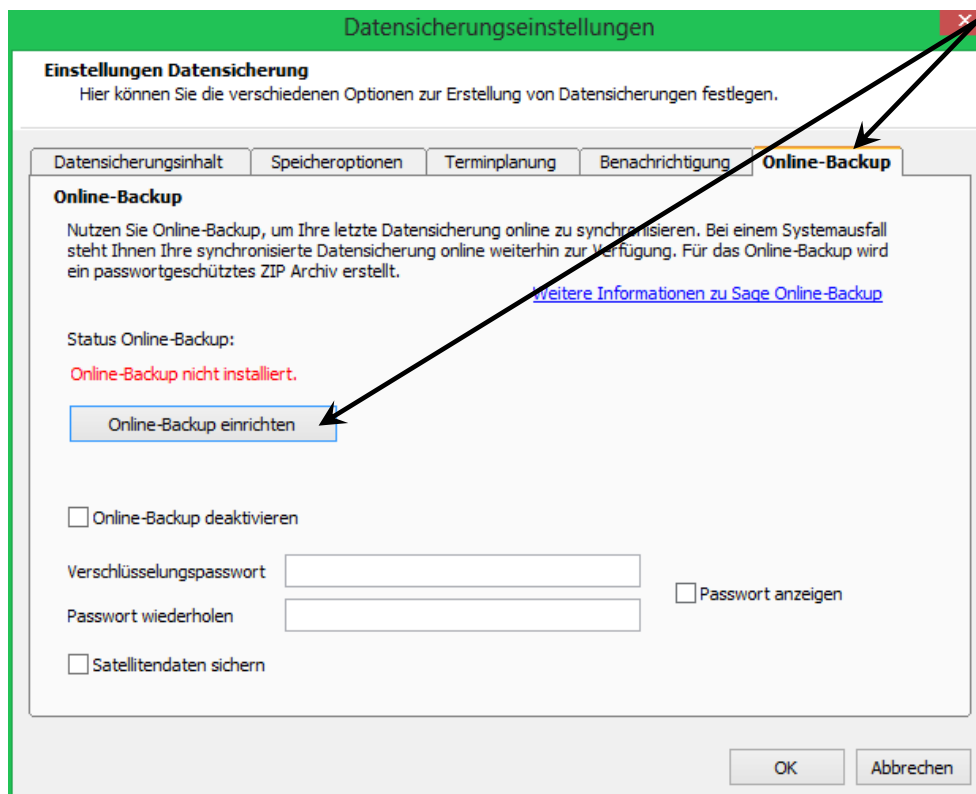 Datensicherungseinstellungen
Einstellungen Datensicherung
Hier können Sie die verschiedenen Optionen zur Erstellung von Datensicherungen festlegen.
Datensicherungsinhalt Speicheroptionen Terminplanung Benachrichtigung Online-Backup
Online-Backup
Nutzen Sie Online-Backup, um Ihre letzte Datensicherung online zu synchronisieren. Bei einem Systemausfall
steht Ihnen Ihre synchronisierte Datensicherung online weiterhin zur Verfügung. Für das Online-Backup wird
ein passwortgeschütztes ZIP Archiv erstellt.
Weitere Informationen zu Sage Online-Backup
Status Online-Backup:
Online-Backup nicht installiert.
Online-Backup einrichten
Online-Backup deaktivieren
Verschlüsselungspasswort
Passwort anzeigen
Passwort wiederholen
Satellitendaten sichern
OK Abbrechen